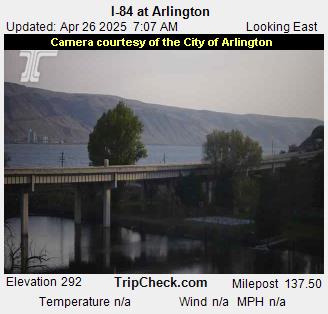 I-84 at Arlington
Updated: Apr 26 2025 7:07 AM Looking East
Camera courtesy of the City of Arlington
Elevation 292 TripCheck.com Milepost 137.50
Temperature n/a Wind n/a MPH n/a